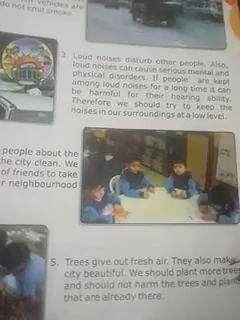 vehicles are
do not emit smoke.
3. Loud noises disturb other people. Also,
loud noises can cause serious mental and
physical disorders. If people are kept
among loud noises for a long time it can
be harmful for their hearing ability.
Therefore we should try to keep the
noises in our surroundings at a low level.
people about the
the city clean. We
of friends to take
r neighbourhood
5. Trees give out fresh air. They also make
city beautiful. We should plant more trees
and should not harm the trees and plan
that are already there.